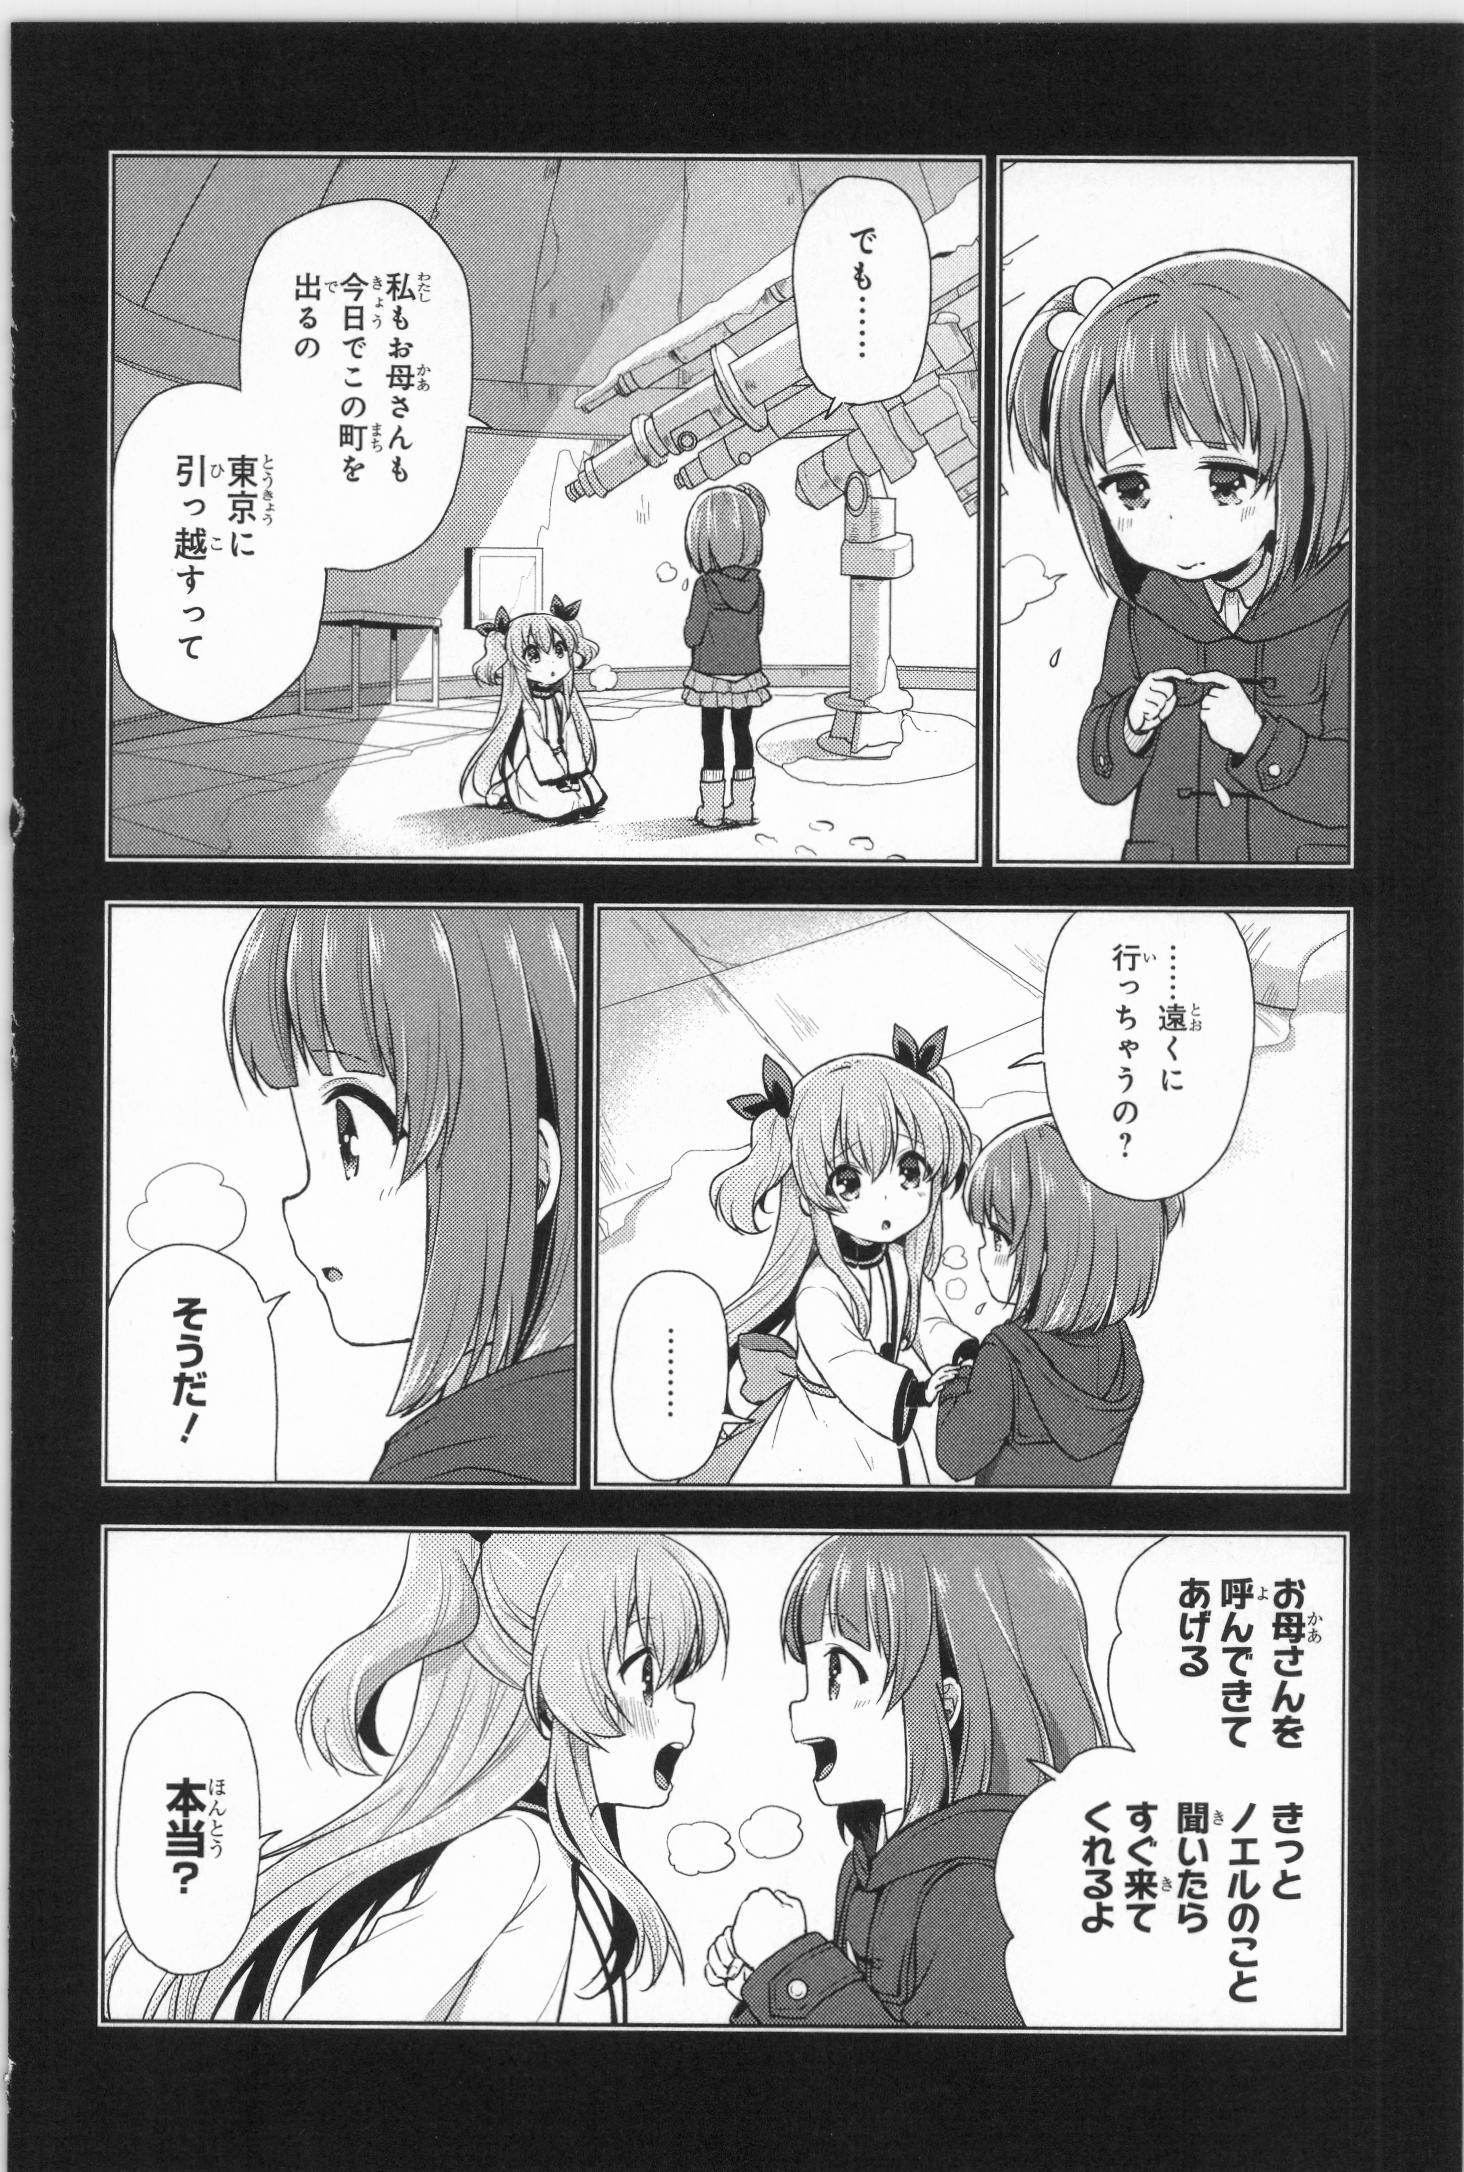 でも……
私もお母さんも
今日でこの町を
出るの
東京に
引っ越すって
……遠くに
行っちゃうの？
………
そうだ！
お母さんを
呼んできて
あげる
きっと
ノエルのこと
聞いたら
すぐ来て
くれるよ
本当？